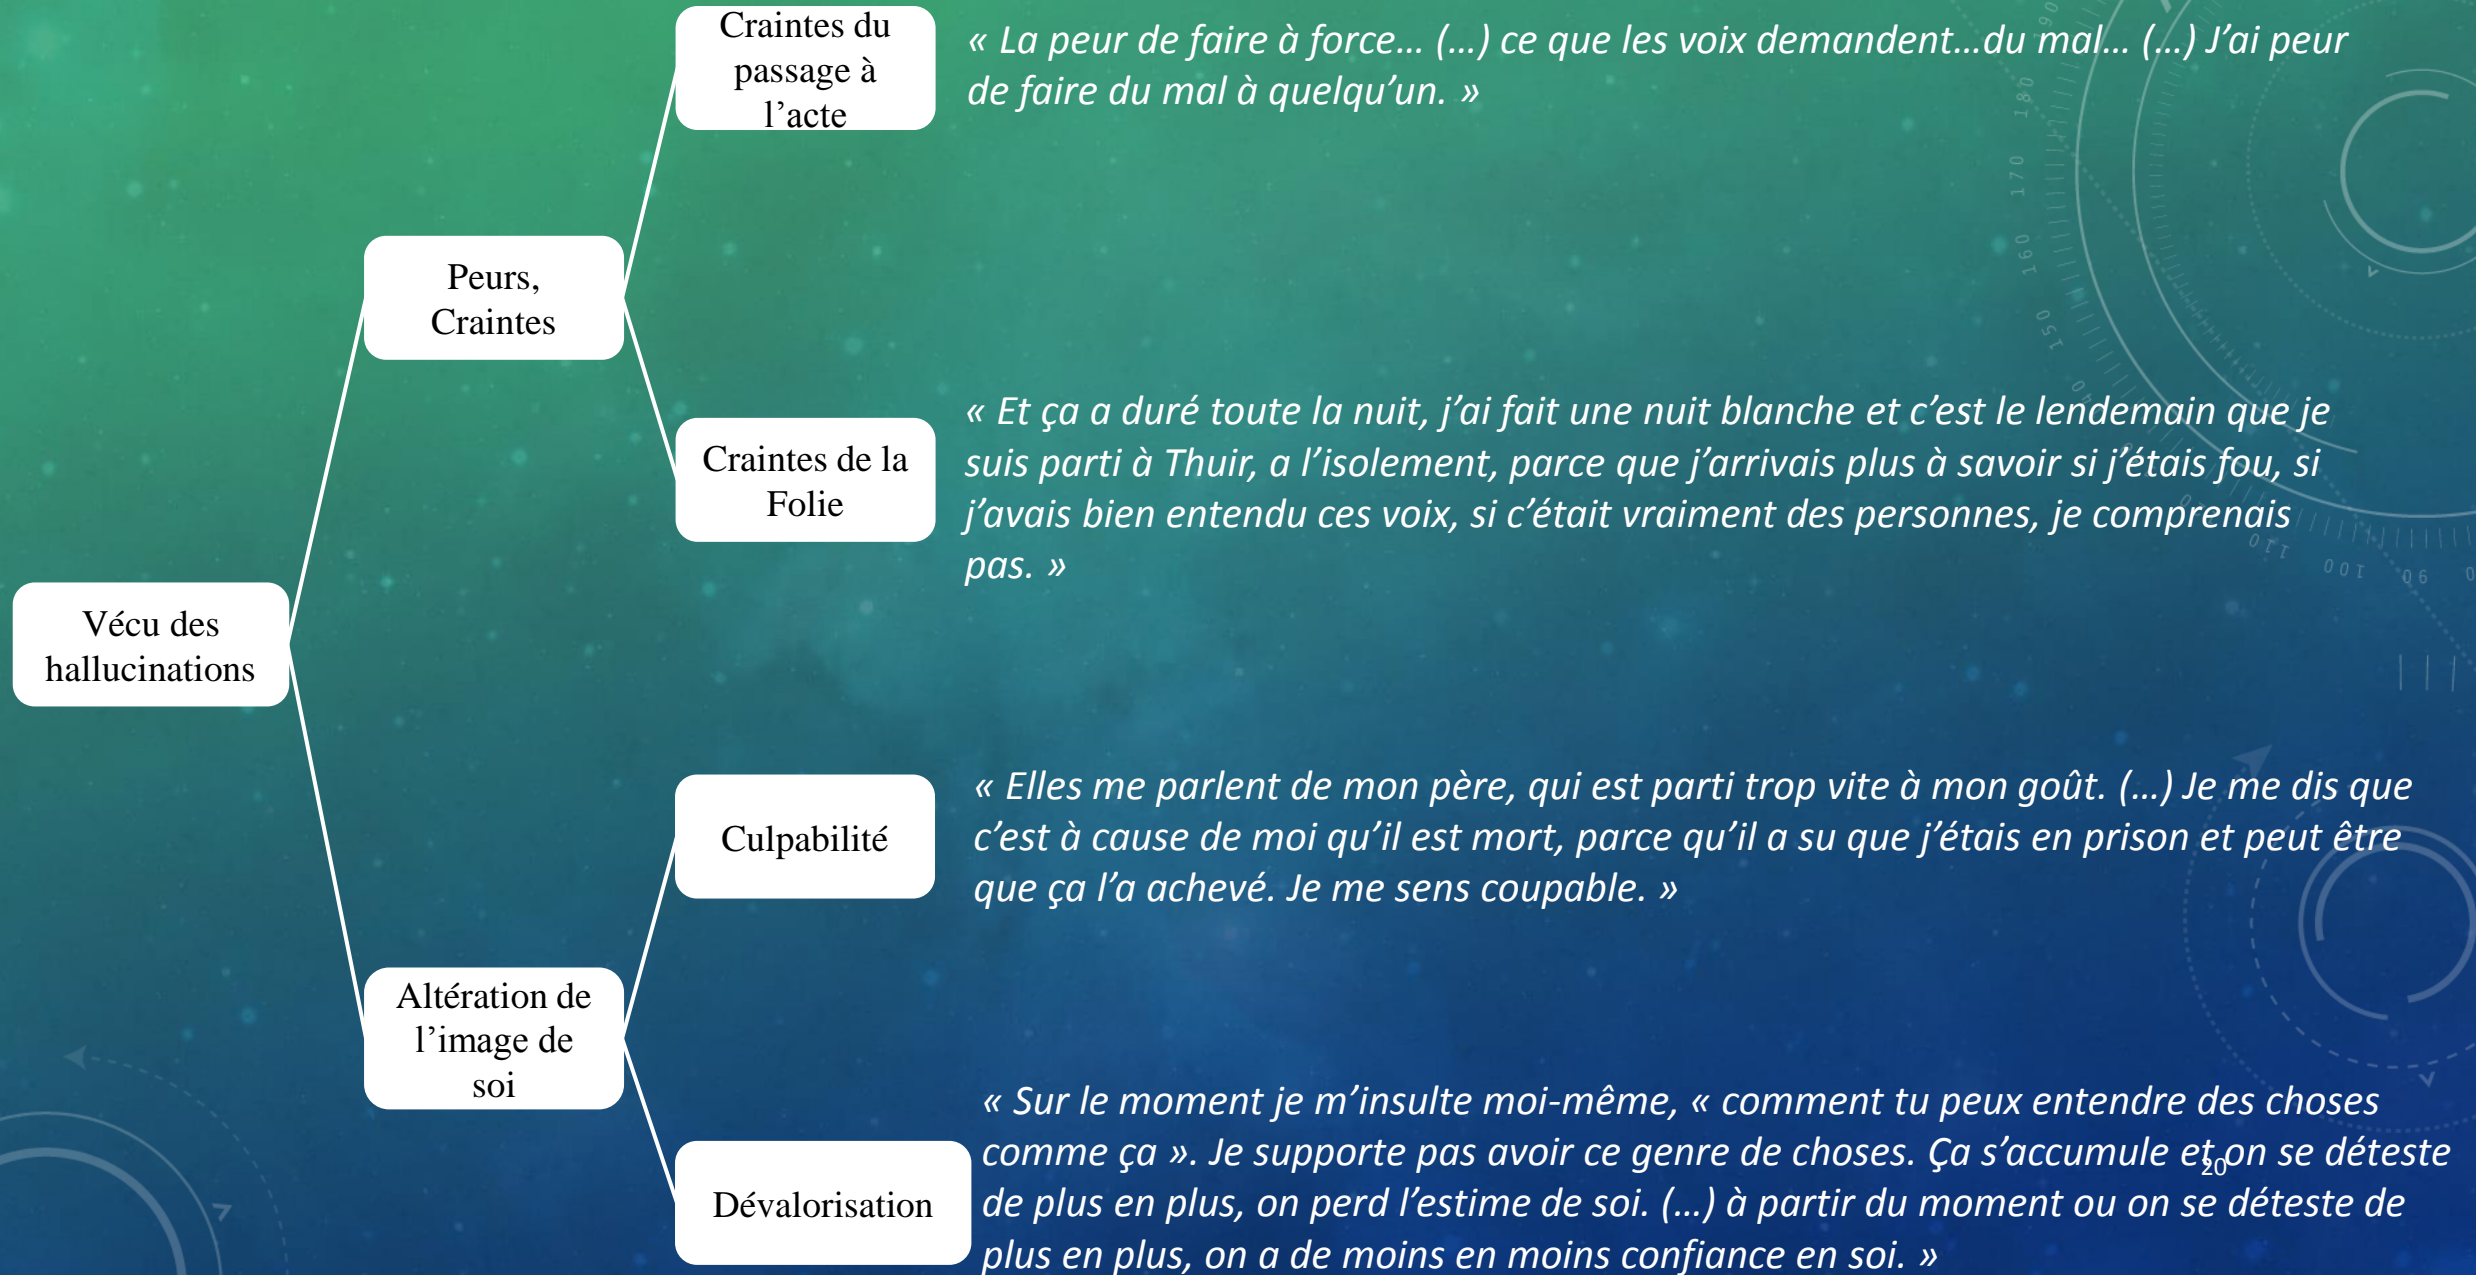 Craintes du
passage à
l’acte
« La peur de faire à force… (…) ce que les voix demandent…du mal… (…) J’ai peur
de faire du mal à quelqu’un. »
Peurs,
Craintes
Craintes de la
Folie
« Et ça a duré toute la nuit, j’ai fait une nuit blanche et c’est le lendemain que je
suis parti à Thuir, a l’isolement, parce que j’arrivais plus à savoir si j’étais fou, si
j’avais bien entendu ces voix, si c’était vraiment des personnes, je comprenais
pas. »
Vécu des
hallucinations
Culpabilité
« Elles me parlent de mon père, qui est parti trop vite à mon goût. (…) Je me dis que
c’est à cause de moi qu’il est mort, parce qu’il a su que j’étais en prison et peut être
que ça l’a achevé. Je me sens coupable. »
Altération de
l’image de
soi
Dévalorisation
« Sur le moment je m’insulte moi-même, « comment tu peux entendre des choses
comme ça ». Je supporte pas avoir ce genre de choses. Ça s’accumule et on se déteste
de plus en plus, on perd l’estime de soi. (…) à partir du moment ou on se déteste de
plus en plus, on a de moins en moins confiance en soi. »
20
190
180
170
160
150
110
100
90